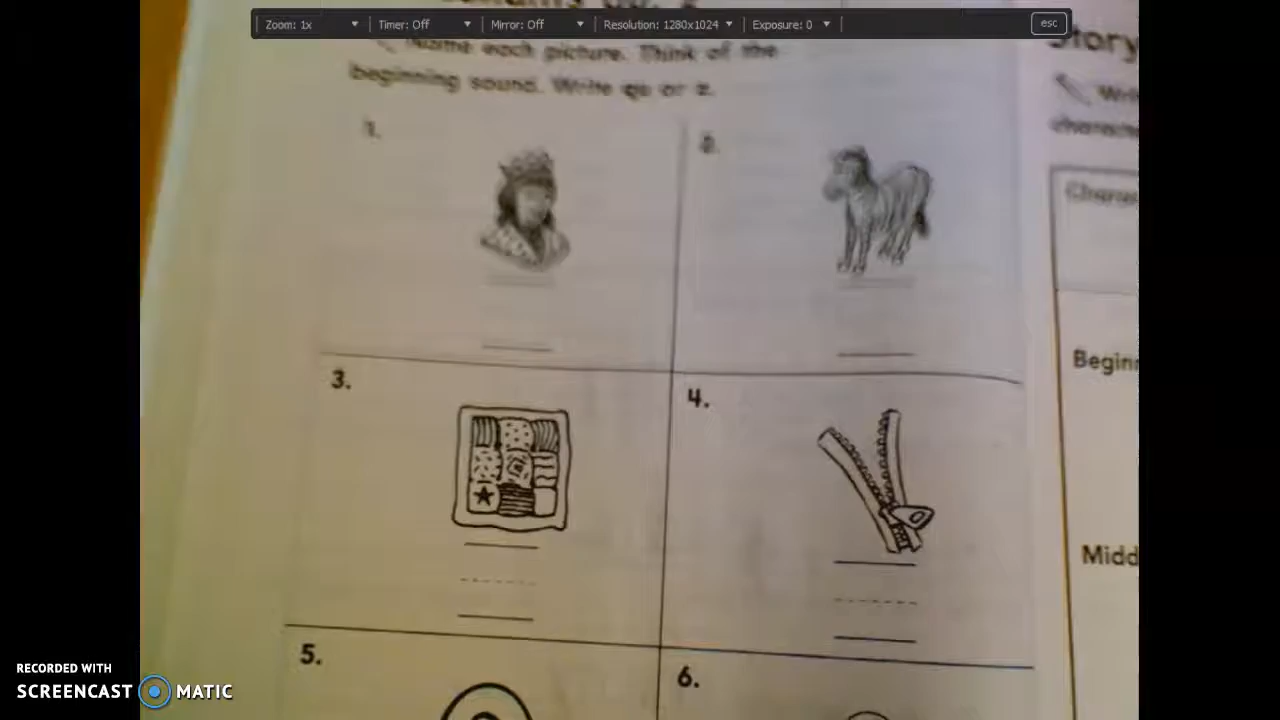 Zoom: 1x Timer: Off Mirror: Off Resolution: 1280x1024 Exposure: 0 esc
Story
Name each picture. Think of the
beginning sound. Write qu or z.
1.
2.
3.
4.
Beginn
Midd
5.
6.
RECORDED WITH
SCREENCAST MATIC